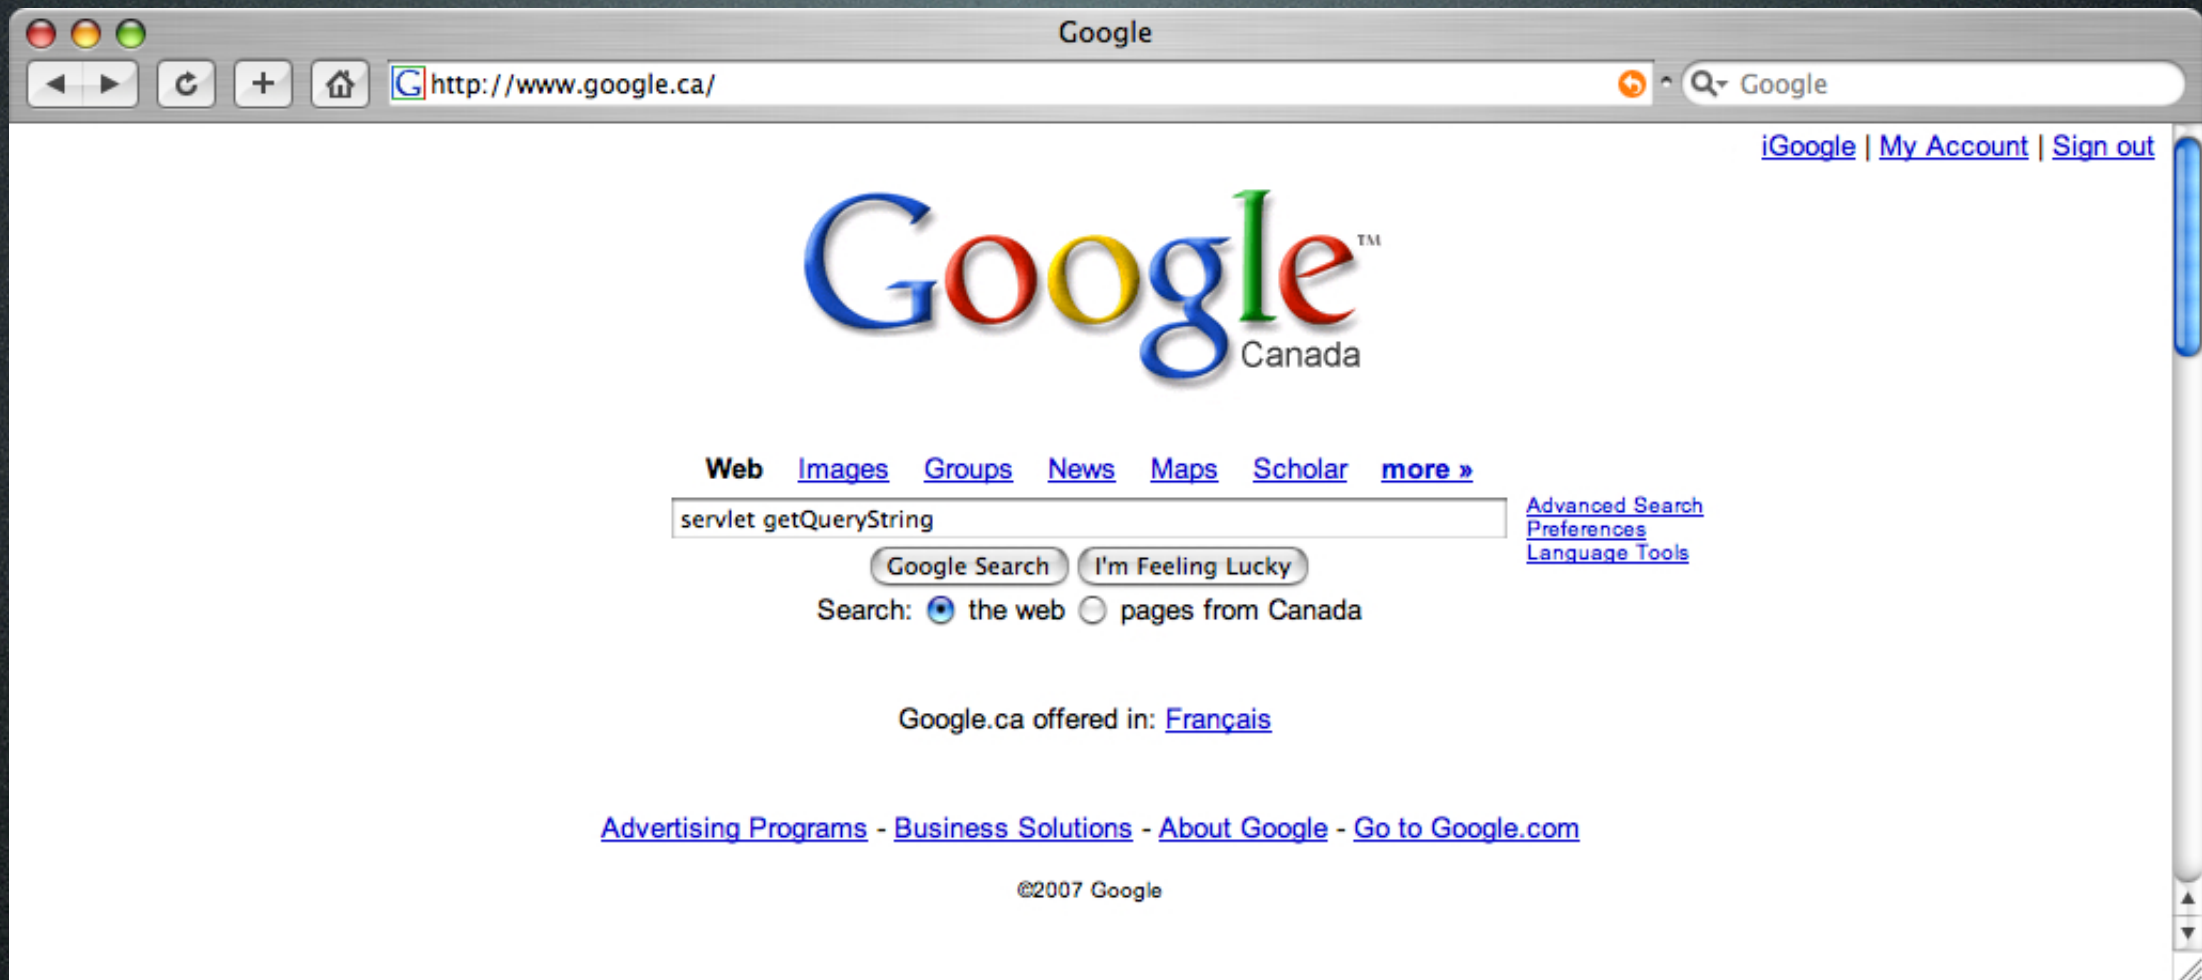 Google
http://www.google.ca/
Google
iGoogle | My Account | Sign out
Google™
Canada
Web Images Groups News Maps Scholar more »
servlet getQueryString
Advanced Search
Preferences
Language Tools
Google Search I'm Feeling Lucky
Search: the web pages from Canada
Google.ca offered in: Français
Advertising Programs - Business Solutions - About Google - Go to Google.com
©2007 Google